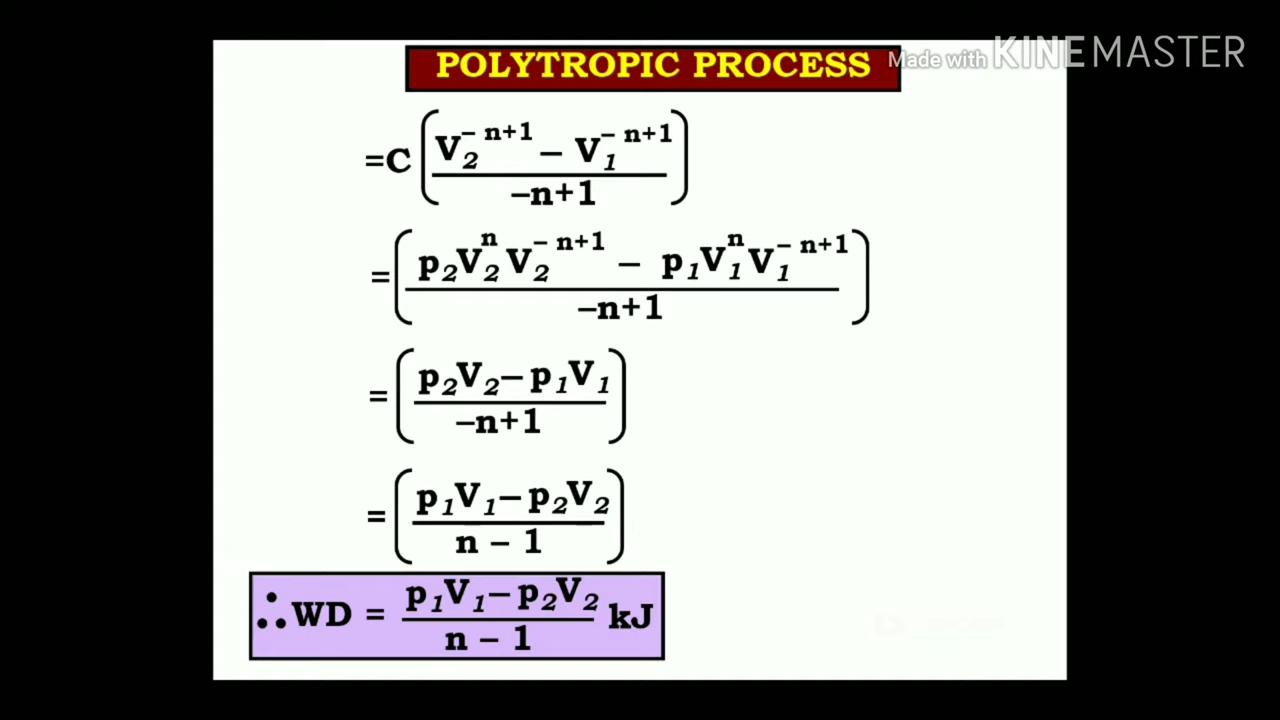 POLYTROPIC PROCESS
Made with KINEMASTER
=C (V₂^(– n+1) – V₁^(– n+1) / –n+1)
= (p₂V₂^n V₂^(– n+1) – p₁V₁^n V₁^(– n+1) / –n+1)
= (p₂V₂ – p₁V₁ / –n+1)
= (p₁V₁ – p₂V₂ / n – 1)
∴WD = p₁V₁ – p₂V₂ / n – 1 kJ